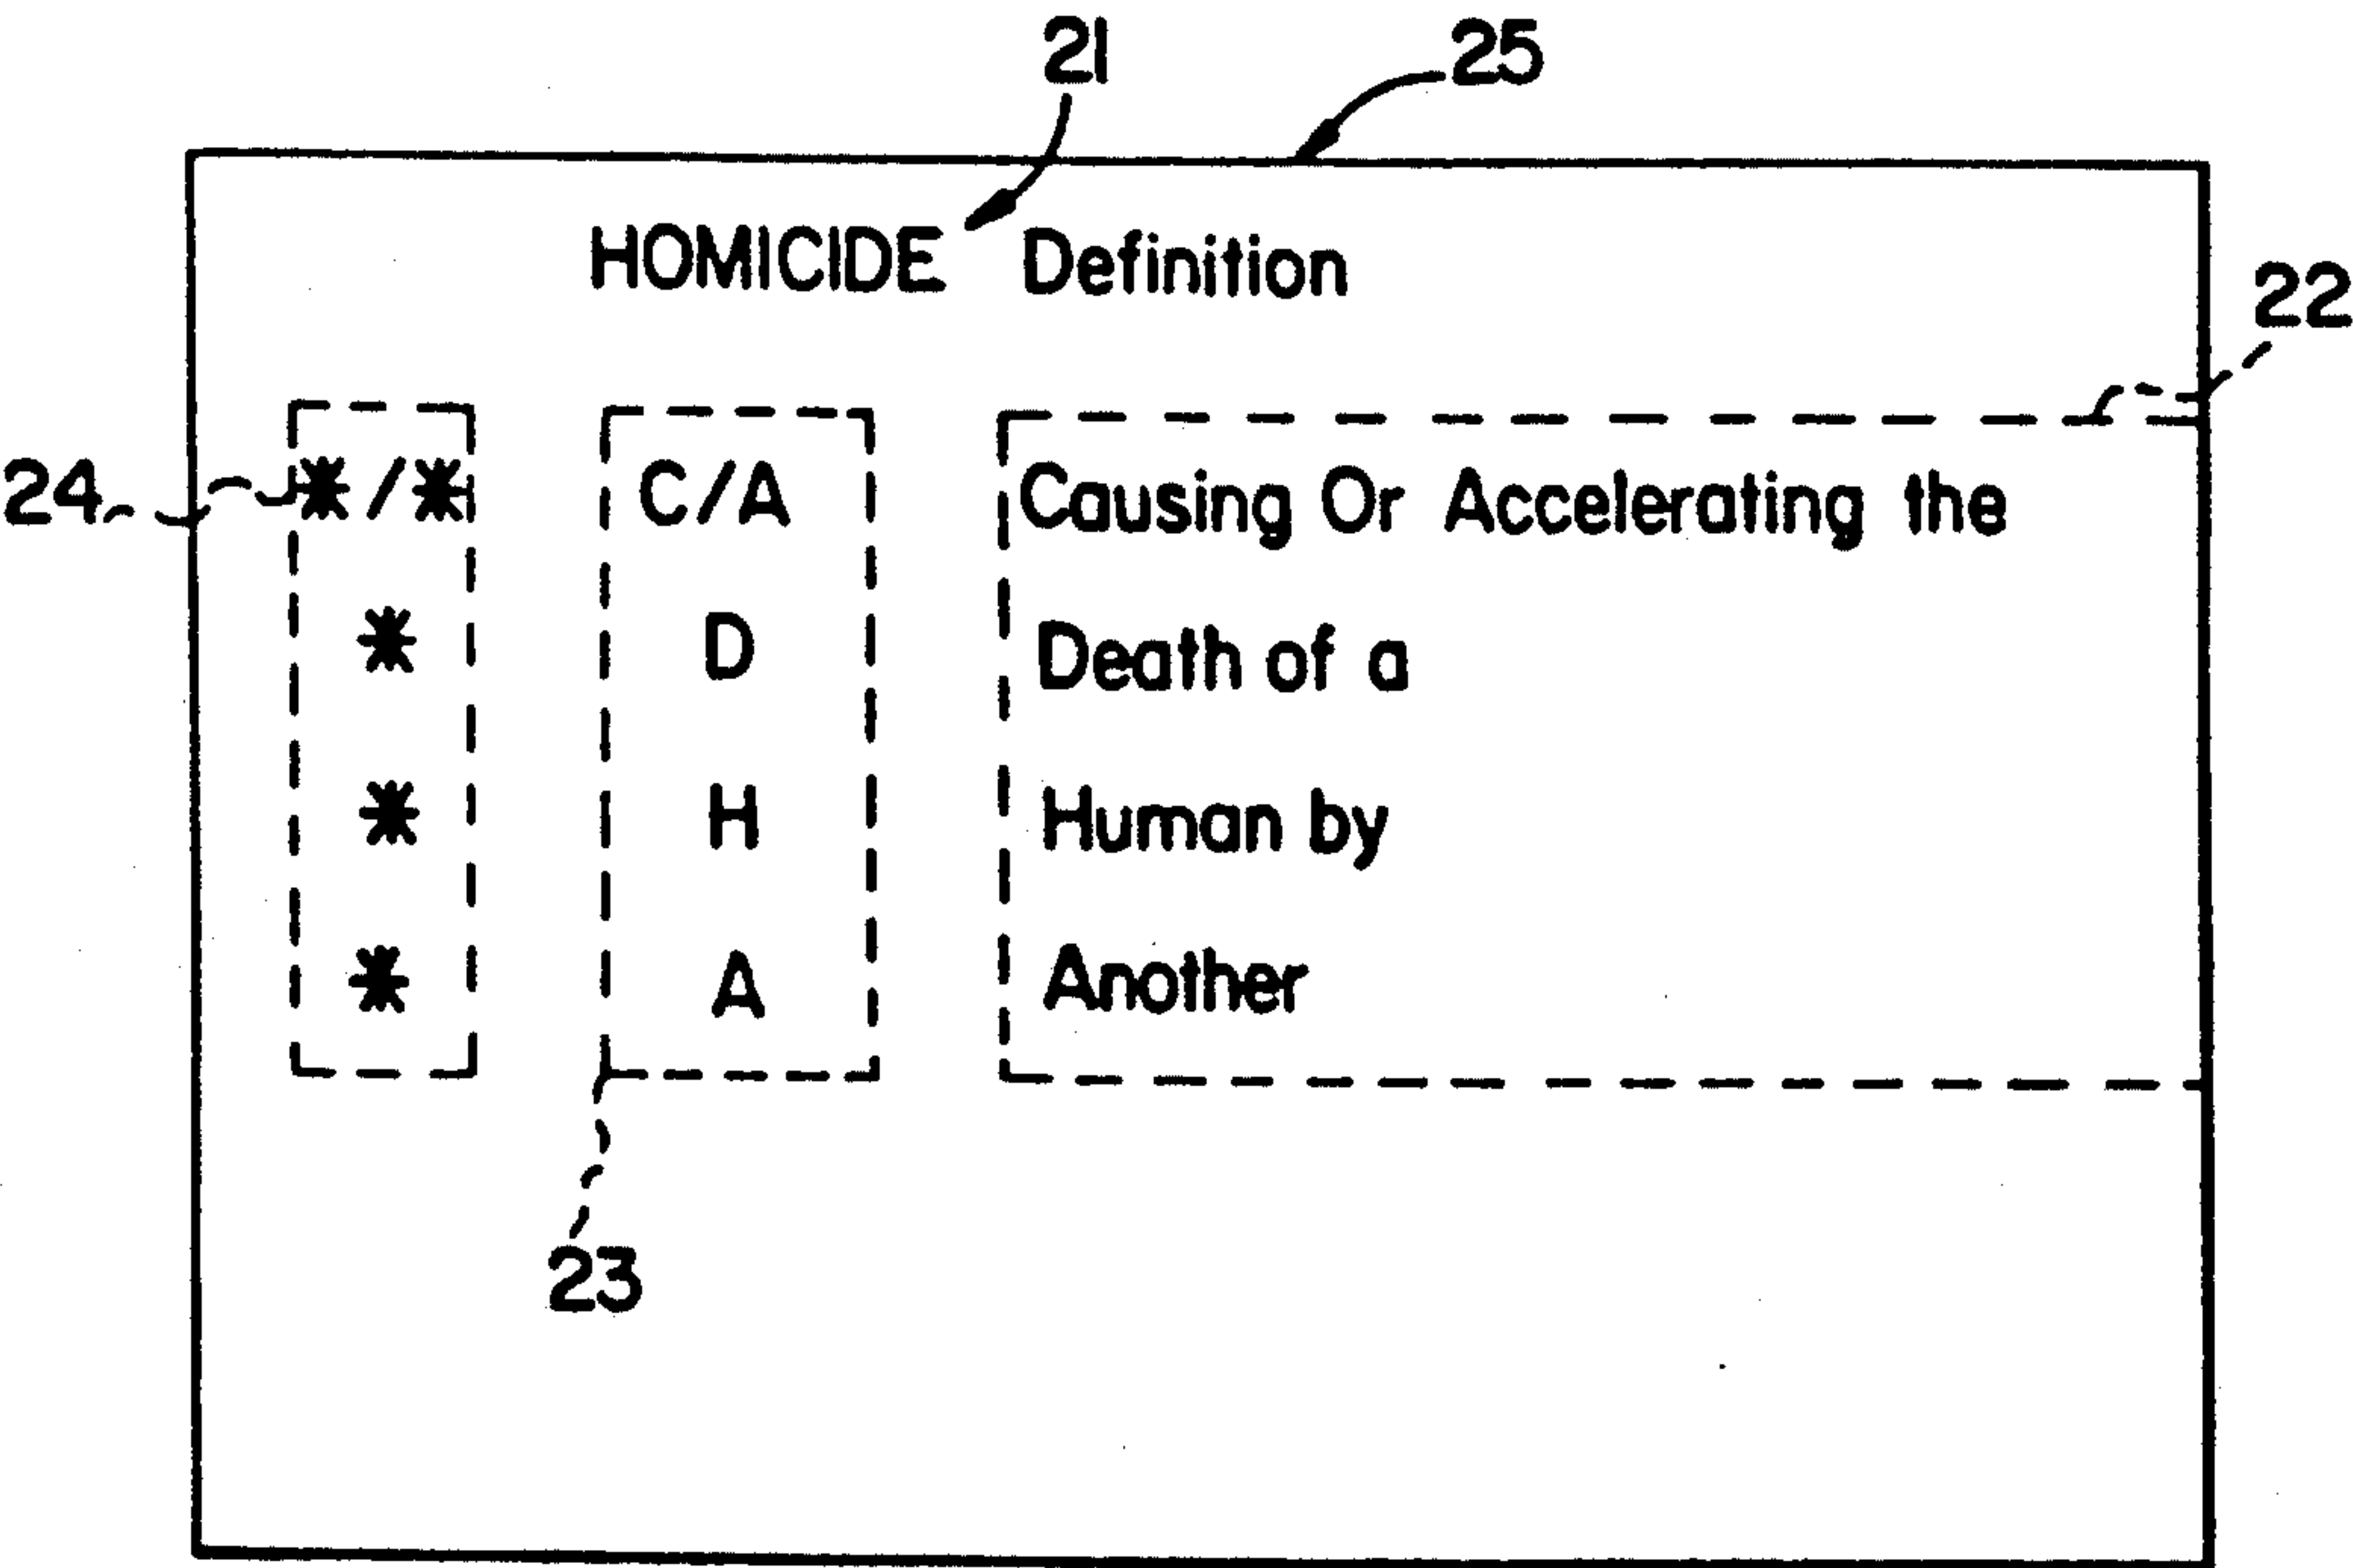 21 25
HOMICIDE Definition
22
24 */* C/A Causing Or Accelerating the
* D Death of a
* H Human by
* A Another
23